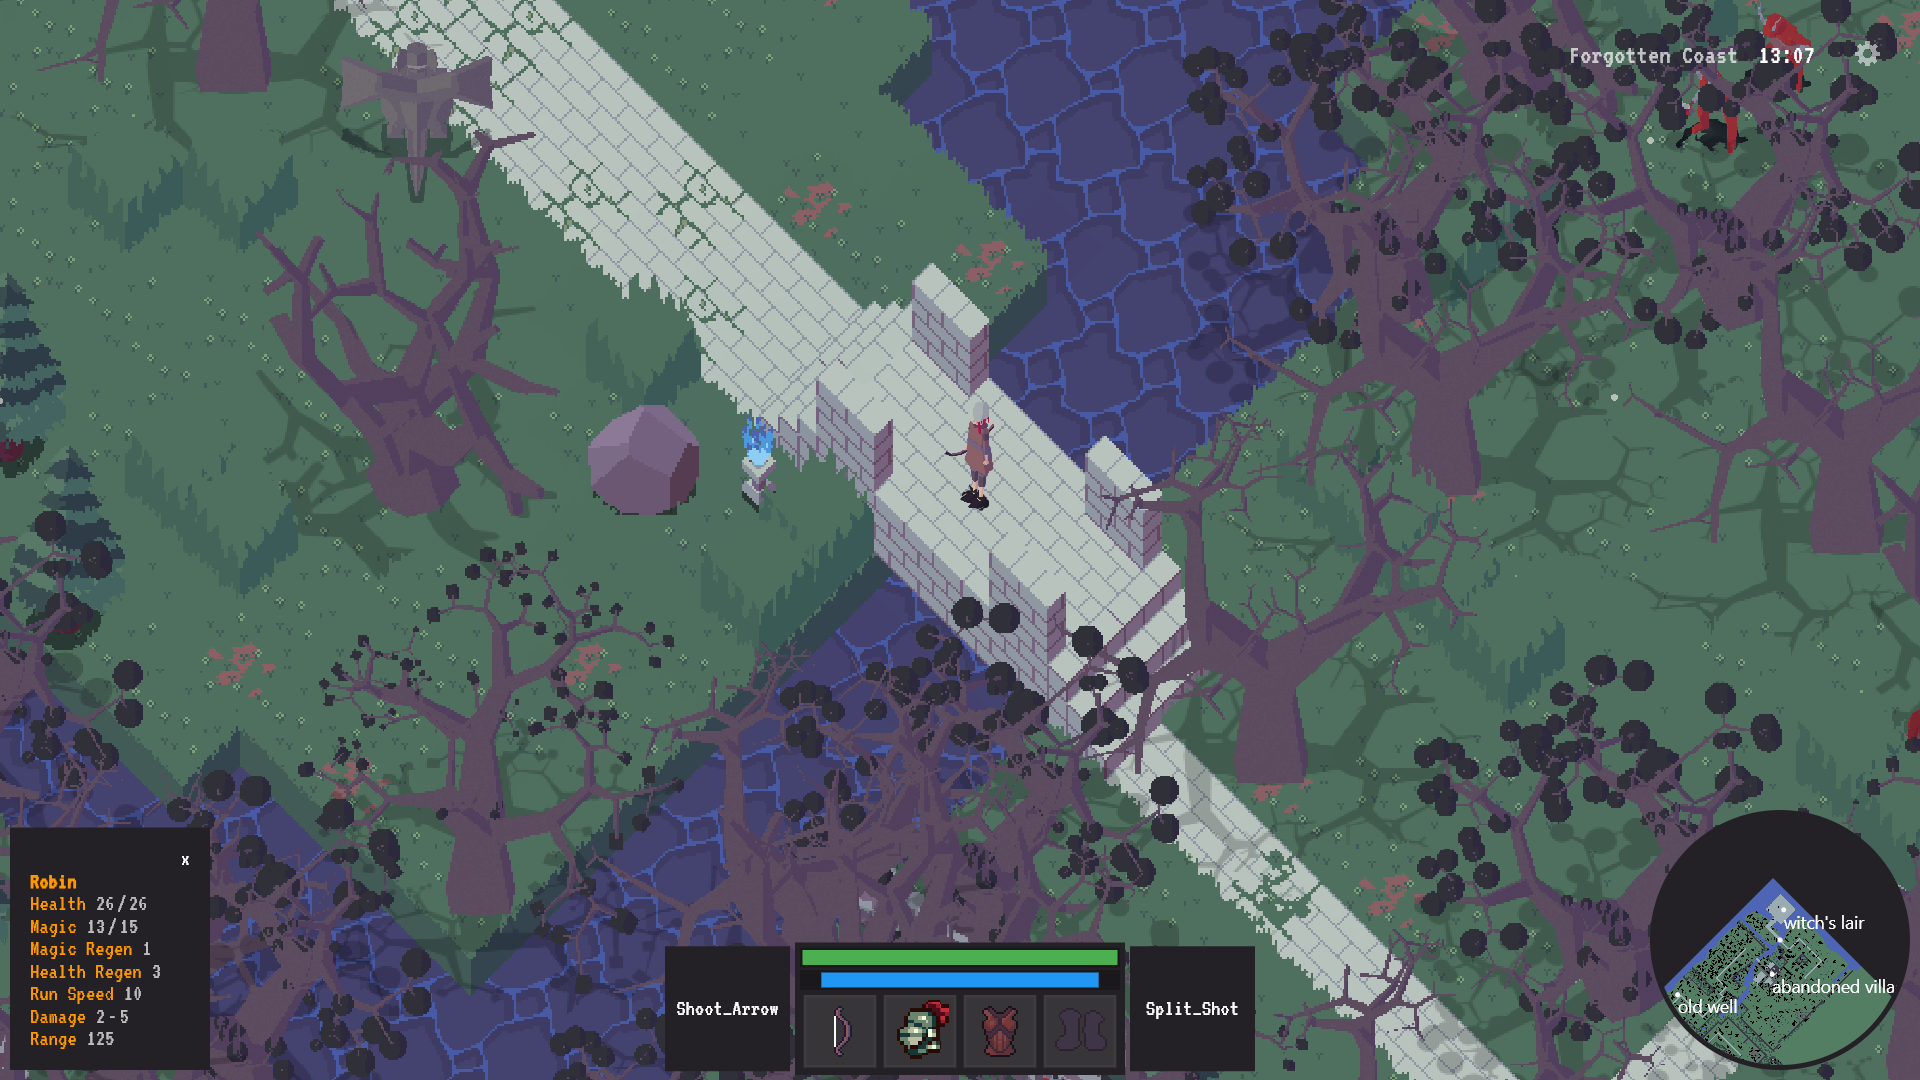 Forgotten Coast 13:07
x
Robin
Health 26/26
Magic 13/15
Magic Regen 1
Health Regen 3
Run Speed 10
Damage 2-5
Range 125
Shoot_Arrow
Split_Shot
witch's lair
abandoned villa
old well